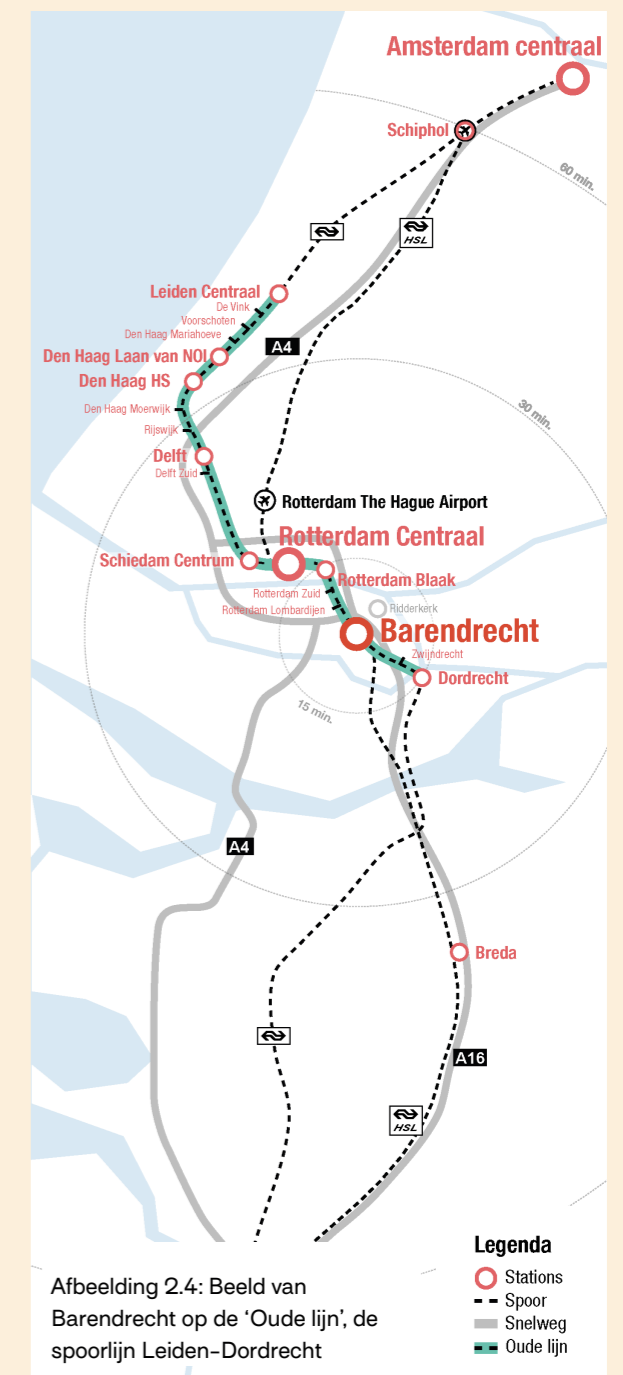 Amsterdam centraal
Schiphol
60 min.
HSL
Leiden Centraal
De Vink
Voorschoten
Den Haag Mariahoeve
A4
Den Haag Laan van NOI
Den Haag HS
30 min.
Den Haag Moerwijk
Rijswijk
Delft
Delft Zuid
Rotterdam The Hague Airport
Rotterdam Centraal
Schiedam Centrum
Rotterdam Blaak
Rotterdam Zuid
Rotterdam Lombardijen
Ridderkerk
Barendrecht
Zwijndrecht
Dordrecht
15 min.
A4
Breda
A16
HSL
Legenda
Stations
Spoor
Snelweg
Oude lijn
Afbeelding 2.4: Beeld van
Barendrecht op de ‘Oude lijn’, de
spoorlijn Leiden-Dordrecht